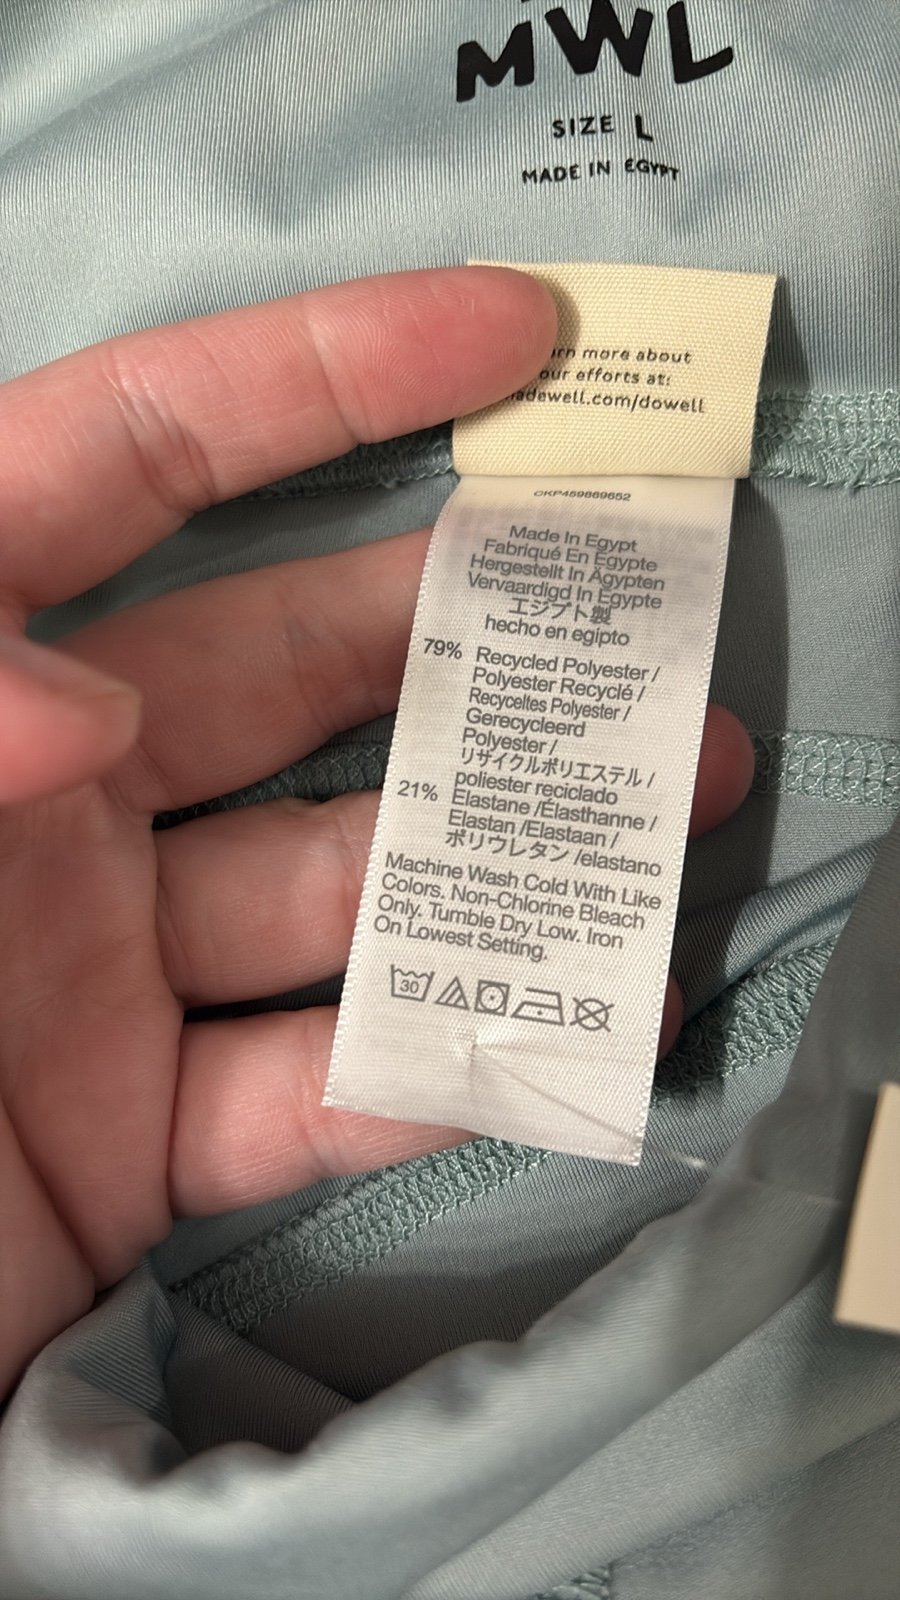 MWL
SIZE L
MADE IN EGYPT
more about
our efforts at:
adewell.com/dowell
Made In Egypt
Fabriqué En Égypte
Hergestellt In Ägypten
Vervaardigd In Egypte
エジプト製
hecho en egipto
79% Recycled Polyester /
Polyester Recyclé /
Recyceltes Polyester /
Gerecycleerd
Polyester /
リサイクルポリエステル /
poliester reciclado
21% Elastane /Élasthanne /
Elastan /Elastaan /
ポリウレタン /elastano
Machine Wash Cold With Like
Colors. Non-Chlorine Bleach
Only. Tumble Dry Low. Iron
On Lowest Setting.
30